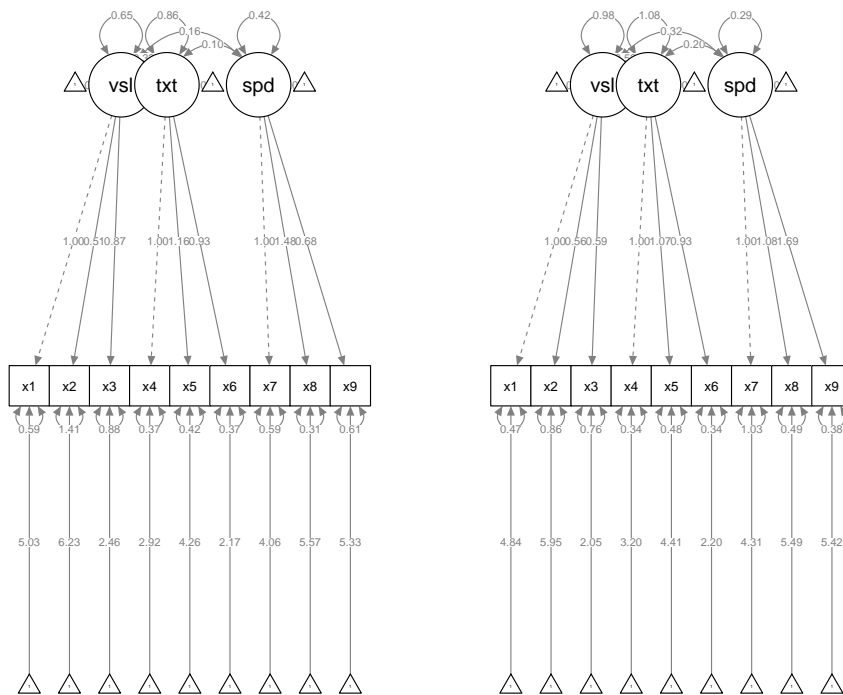 0.65 0.86 0.42 0.98 1.08 0.29
0.16 0.32
0.10 0.20
vsl txt spd vsl txt spd
1.00 0.51 0.87 1.00 1.16 0.93 1.00 1.48 0.68 1.00 0.56 0.59 1.00 1.07 0.93 1.00 1.08 1.69
x1 x2 x3 x4 x5 x6 x7 x8 x9 x1 x2 x3 x4 x5 x6 x7 x8 x9
0.59 1.41 0.88 0.37 0.42 0.37 0.59 0.31 0.61 0.47 0.86 0.76 0.34 0.48 0.34 1.03 0.49 0.38
5.03 6.23 2.46 2.92 4.26 2.17 4.06 5.57 5.33 4.84 5.95 2.05 3.20 4.41 2.20 4.31 5.49 5.42